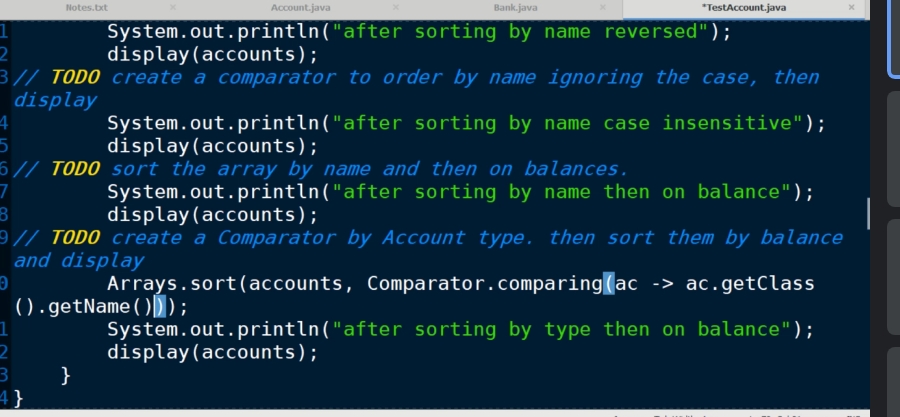 Notes.txt
Account.java
Bank.java
*TestAccount.java
1 System.out.println("after sorting by name reversed");
2 display(accounts);
3 // TODO create a comparator to order by name ignoring the case, then
display
4 System.out.println("after sorting by name case insensitive");
5 display(accounts);
6 // TODO sort the array by name and then on balances.
7 System.out.println("after sorting by name then on balance");
8 display(accounts);
9 // TODO create a Comparator by Account type. then sort them by balance
and display
0 Arrays.sort(accounts, Comparator.comparing(ac -> ac.getClass
().getName()));
1 System.out.println("after sorting by type then on balance");
2 display(accounts);
3 }
4 }